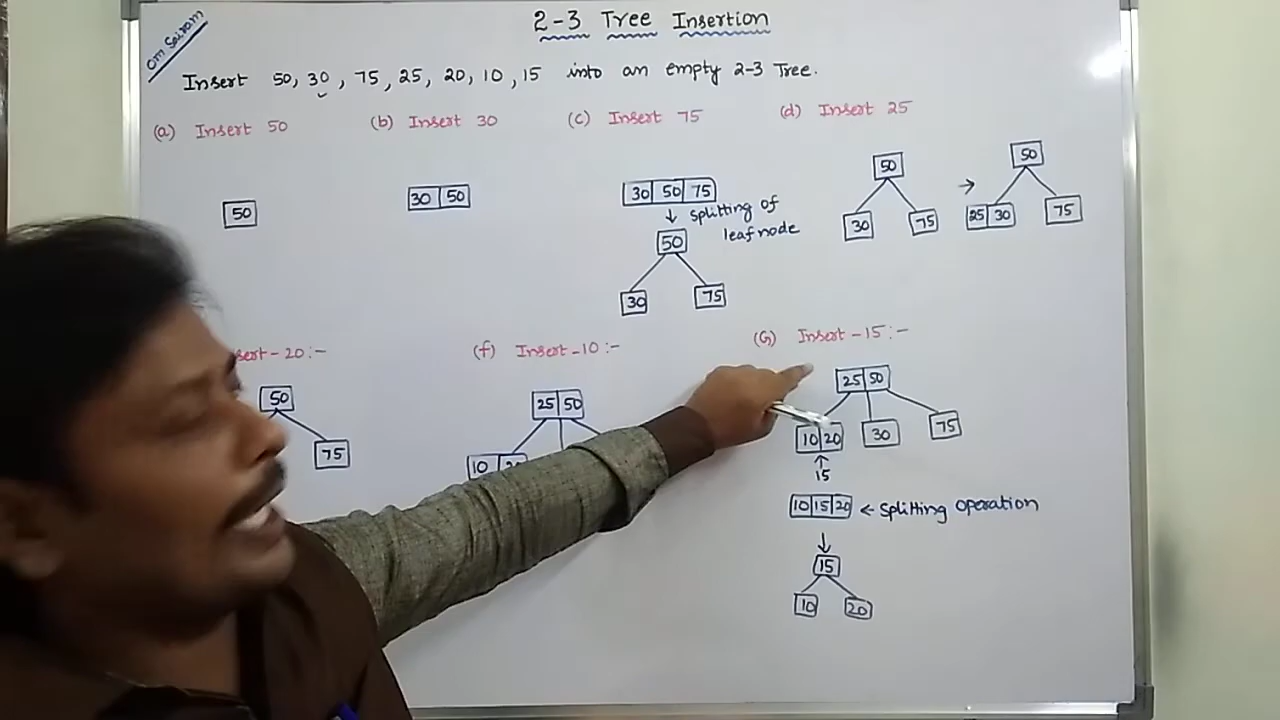 2-3 Tree Insertion
Om Sairam
Insert 50, 30, 75, 25, 20, 10, 15 into an empty 2-3 Tree.
(a) Insert 50
(b) Insert 30
(c) Insert 75
(d) Insert 25
50
30 50
30 50 75
↓ Splitting of
leaf node
50
30 75
50
30 75
→
50
25 30 75
sert-20:-
50
75
(f) Insert-10:-
25 50
10 20
(G) Insert-15:-
25 50
10 20 30 75
↑
15
10 15 20 ← Splitting operation
↓
15
10 20